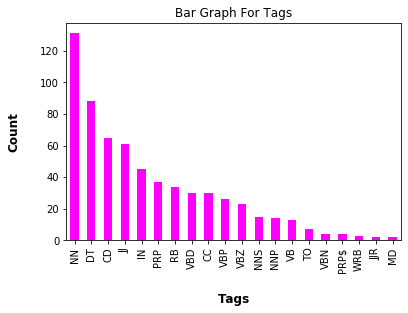 Bar Graph For Tags
120
100
80
60
40
20
0
Count
NN DT CD JJ IN PRP RB VBD CC VBP VBZ NNS NNP VB TO VBN PRP$ WRB JJR MD
Tags